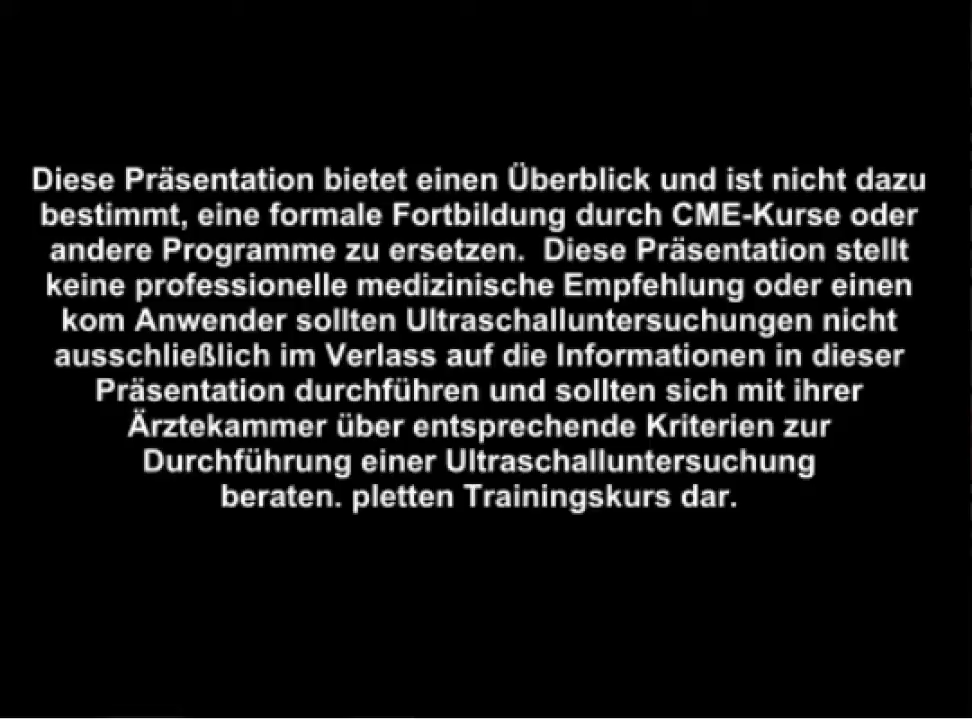 Diese Präsentation bietet einen Überblick und ist nicht dazu
bestimmt, eine formale Fortbildung durch CME-Kurse oder
andere Programme zu ersetzen. Diese Präsentation stellt
keine professionelle medizinische Empfehlung oder einen
kom Anwender sollten Ultraschalluntersuchungen nicht
ausschließlich im Verlass auf die Informationen in dieser
Präsentation durchführen und sollten sich mit ihrer
Ärztekammer über entsprechende Kriterien zur
Durchführung einer Ultraschalluntersuchung
beraten. pletten Trainingskurs dar.